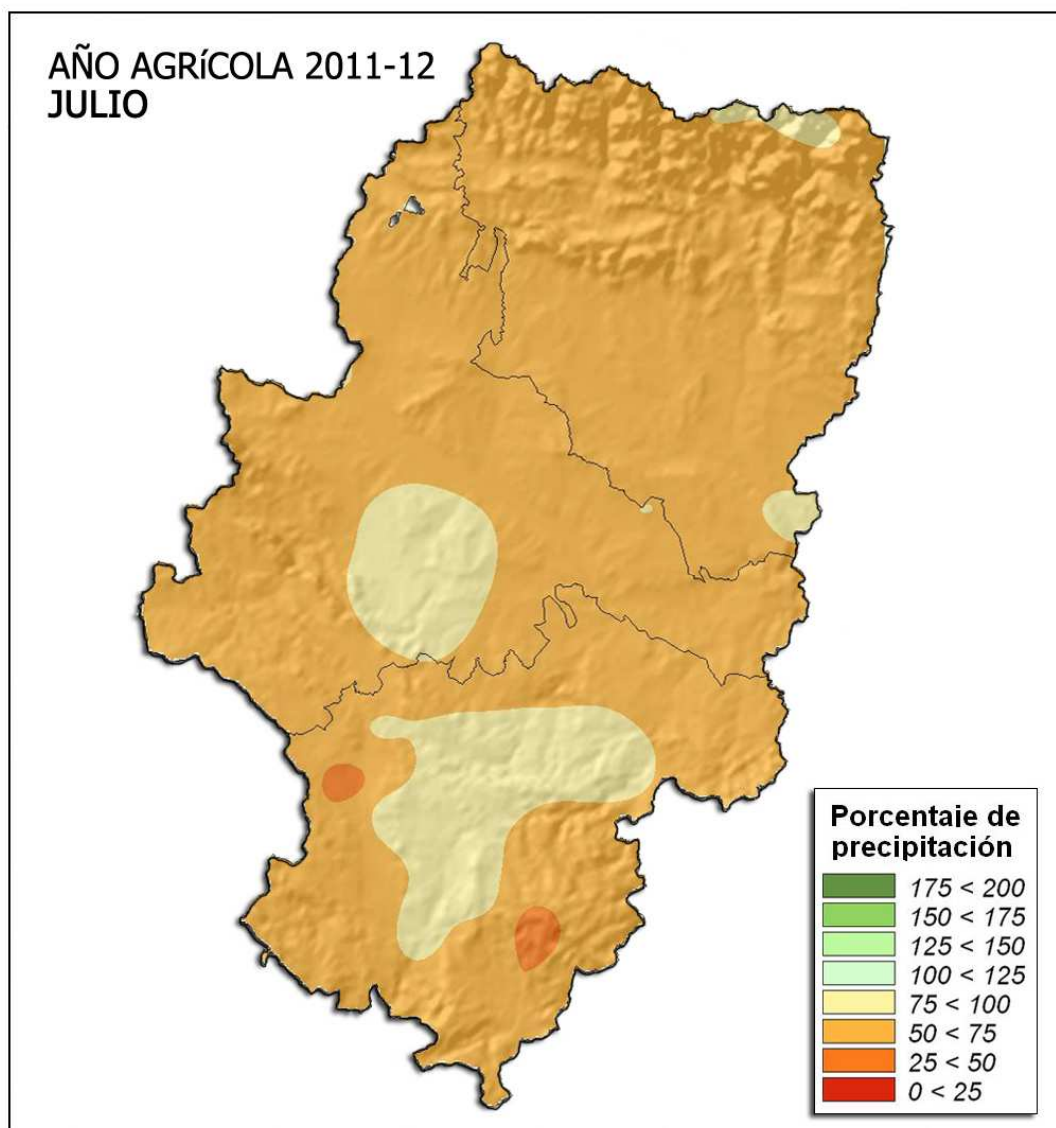 AÑO AGRíCOLA 2011-12
JULIO
Porcentaje de
precipitación
175 < 200
150 < 175
125 < 150
100 < 125
75 < 100
50 < 75
25 < 50
0 < 25